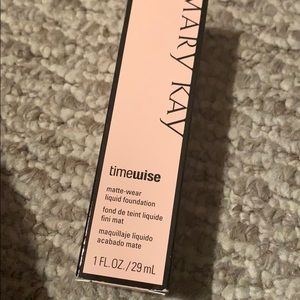 MARY KAY
timewise
matte-wear
liquid foundation
fond de teint liquide
fini mat
maquillaje líquido
acabado mate
1 FL.OZ./29 mL